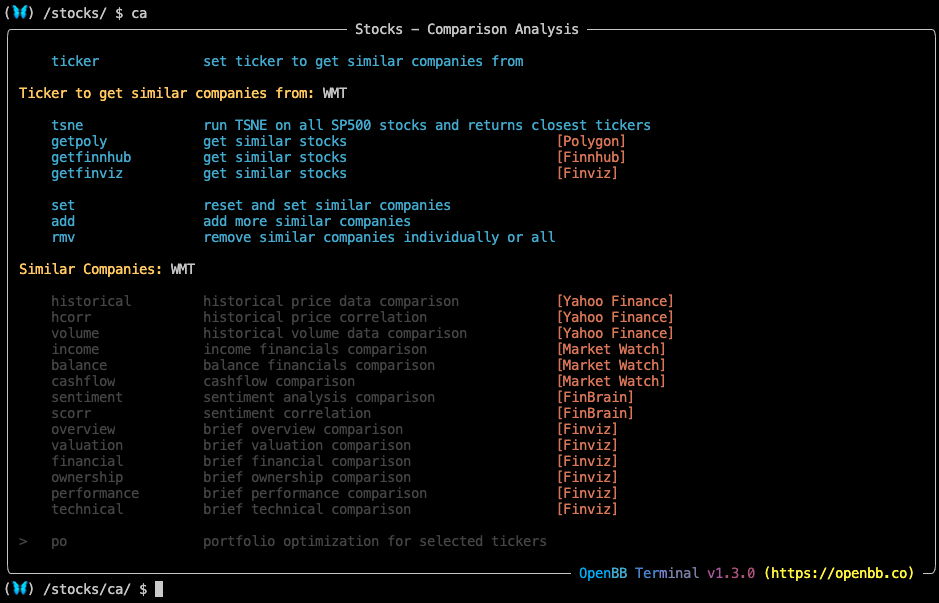 (🦋) /stocks/ $ ca
Stocks – Comparison Analysis
ticker set ticker to get similar companies from
Ticker to get similar companies from: WMT
tsne run TSNE on all SP500 stocks and returns closest tickers
getpoly get similar stocks [Polygon]
getfinnhub get similar stocks [Finnhub]
getfinviz get similar stocks [Finviz]
set reset and set similar companies
add add more similar companies
rmv remove similar companies individually or all
Similar Companies: WMT
historical historical price data comparison [Yahoo Finance]
hcorr historical price correlation [Yahoo Finance]
volume historical volume data comparison [Yahoo Finance]
income income financials comparison [Market Watch]
balance balance financials comparison [Market Watch]
cashflow cashflow comparison [Market Watch]
sentiment sentiment analysis comparison [FinBrain]
scorr sentiment correlation [FinBrain]
overview brief overview comparison [Finviz]
valuation brief valuation comparison [Finviz]
financial brief financial comparison [Finviz]
ownership brief ownership comparison [Finviz]
performance brief performance comparison [Finviz]
technical brief technical comparison [Finviz]
> po portfolio optimization for selected tickers
OpenBB Terminal v1.3.0 (https://openbb.co)
(🦋) /stocks/ca/ $